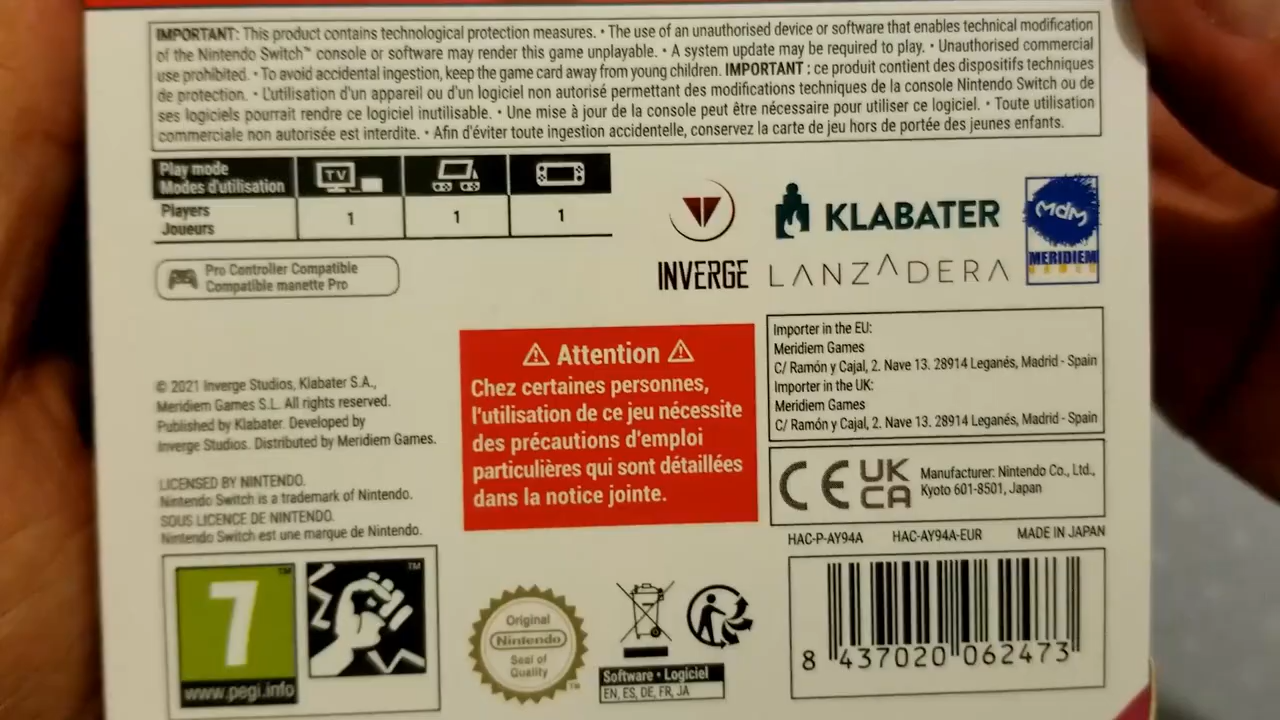 IMPORTANT: This product contains technological protection measures. • The use of an unauthorised device or software that enables technical modification
of the Nintendo Switch™ console or software may render this game unplayable. • A system update may be required to play. • Unauthorised commercial
use prohibited. • To avoid accidental ingestion, keep the game card away from young children. IMPORTANT : ce produit contient des dispositifs techniques
de protection. • L'utilisation d'un appareil ou d'un logiciel non autorisé permettant des modifications techniques de la console Nintendo Switch ou de
ses logiciels pourrait rendre ce logiciel inutilisable. • Une mise à jour de la console peut être nécessaire pour utiliser ce logiciel. • Toute utilisation
commerciale non autorisée est interdite. • Afin d'éviter toute ingestion accidentelle, conservez la carte de jeu hors de portée des jeunes enfants.
Play mode
Modes d'utilisation
TV
Players
Joueurs
1
1
1
Pro Controller Compatible
Compatible manette Pro
INVERGE
KLABATER
LANZADERA
MdM
MERIDIEM
GAMES
© 2021 Inverge Studios, Klabater S.A.,
Meridiem Games S.L. All rights reserved.
Published by Klabater. Developed by
Inverge Studios. Distributed by Meridiem Games.
LICENSED BY NINTENDO.
Nintendo Switch is a trademark of Nintendo.
SOUS LICENCE DE NINTENDO.
Nintendo Switch est une marque de Nintendo.
⚠ Attention ⚠
Chez certaines personnes,
l'utilisation de ce jeu nécessite
des précautions d'emploi
particulières qui sont détaillées
dans la notice jointe.
Importer in the EU:
Meridiem Games
C/ Ramón y Cajal, 2. Nave 13. 28914 Leganés, Madrid - Spain
Importer in the UK:
Meridiem Games
C/ Ramón y Cajal, 2. Nave 13. 28914 Leganés, Madrid - Spain
CE UK
CA
Manufacturer: Nintendo Co., Ltd.,
Kyoto 601-8501, Japan
HAC-P-AY94A HAC-AY94A-EUR MADE IN JAPAN
7
TM
www.pegi.info
TM
Original
Nintendo
Seal of
Quality
TM
Software • Logiciel
EN, ES, DE, FR, JA
8 437020 062473